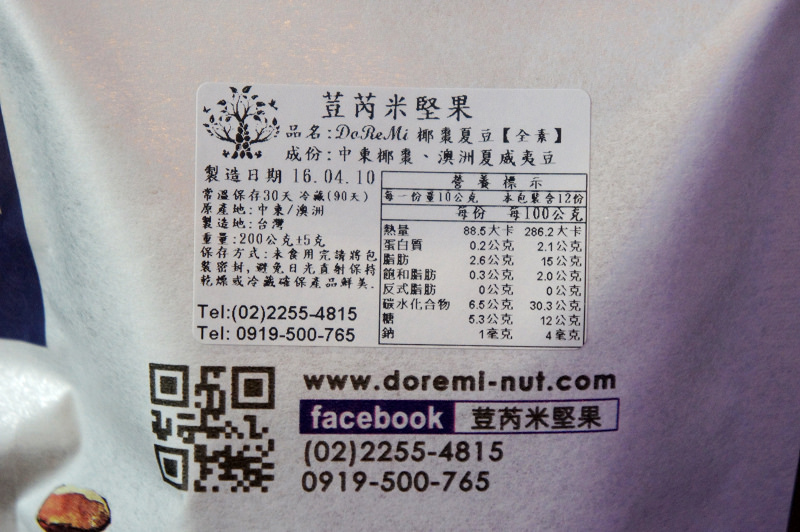 荳芮米堅果
品名:DoReMi 椰棗夏豆【全素】
成份:中東椰棗、澳洲夏威夷豆
製造日期 16.04.10
常溫保存30天 冷藏(90天)
原產地:中東/澳洲
製造地:台灣
重量:200公克±5克
保存方式:未食用完請將包
裝密封,避免日光直射保持
乾燥或冷藏確保產品鮮美.
Tel:(02)2255-4815
Tel: 0919-500-765
營養標示
每一份量10公克 本包裝含12份
每份 每100公克
熱量 88.5大卡 286.2大卡
蛋白質 0.2公克 2.1公克
脂肪 2.6公克 15公克
飽和脂肪 0.3公克 2.0公克
反式脂肪 0公克 0公克
碳水化合物 6.5公克 30.3公克
糖 5.3公克 12公克
鈉 1毫克 4毫克
www.doremi-nut.com
facebook 荳芮米堅果
(02)2255-4815
0919-500-765